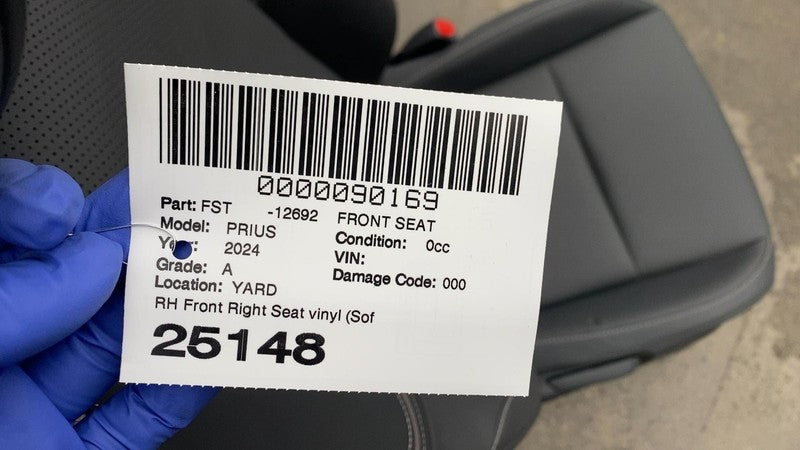 0000090169
Part: FST -12692 FRONT SEAT
Model: PRIUS Condition: 0cc
2024 VIN:
Grade: A Damage Code: 000
Location: YARD
RH Front Right Seat vinyl (Sof
25148